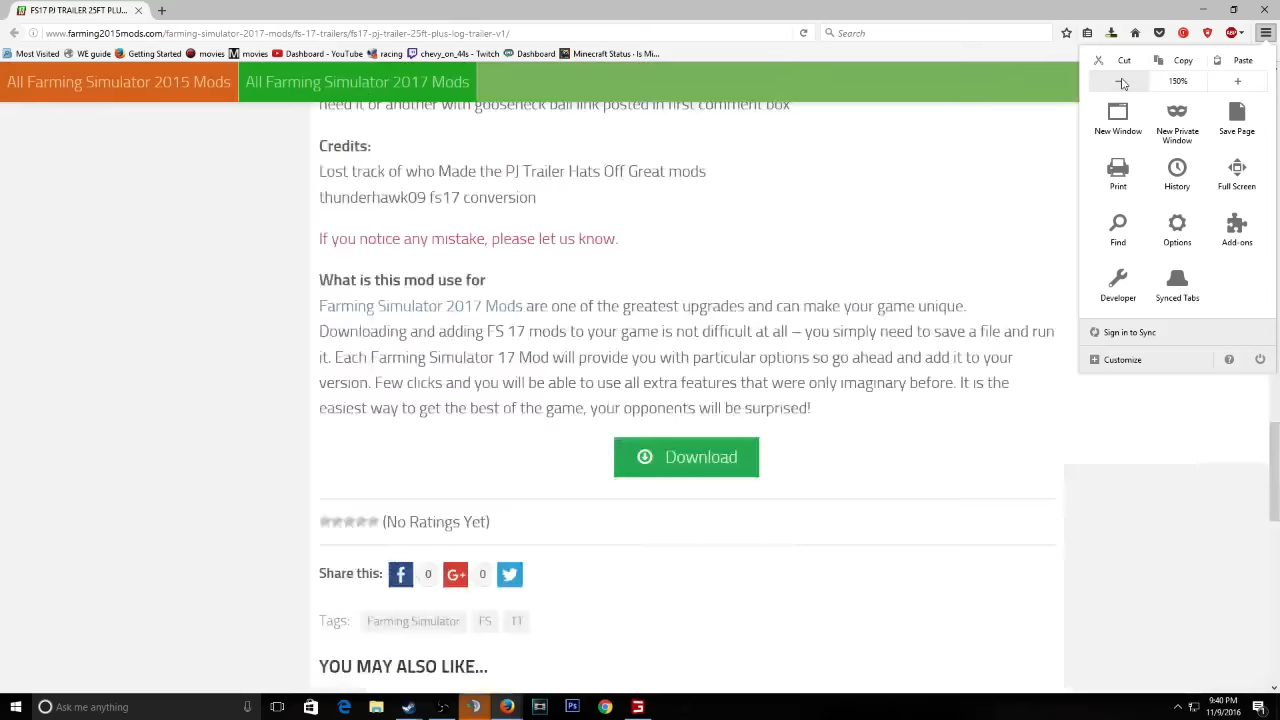 FS17 PJ TRAILER 25FT PLU...
www.farming2015mods.com/farming-simulator-2017-mods/fs-17-trailers/fs17-pj-trailer-25ft-plus-log-trailer-v1/
Search
ABP
Most Visited WE guide Getting Started movies movies Dashboard - YouTube racing chevy_on_44s - Twitch Dashboard Minecraft Status · Is Mi...
Cut Copy Paste
150%
New Window New Private Window Save Page
Print History Full Screen
Find Options Add-ons
Developer Synced Tabs
Sign in to Sync
Customize
All Farming Simulator 2015 Mods All Farming Simulator 2017 Mods
need it or another with gooseneck ball link posted in first comment box
Credits:
Lost track of who Made the PJ Trailer Hats Off Great mods
thunderhawk09 fs17 conversion
If you notice any mistake, please let us know.
What is this mod use for
Farming Simulator 2017 Mods are one of the greatest upgrades and can make your game unique.
Downloading and adding FS 17 mods to your game is not difficult at all – you simply need to save a file and run
it. Each Farming Simulator 17 Mod will provide you with particular options so go ahead and add it to your
version. Few clicks and you will be able to use all extra features that were only imaginary before. It is the
easiest way to get the best of the game, your opponents will be surprised!
Download
(No Ratings Yet)
Share this: 0 G+ 0
Tags: Farming Simulator FS 17
YOU MAY ALSO LIKE...
Ask me anything
Ps
9:40 PM
11/9/2016